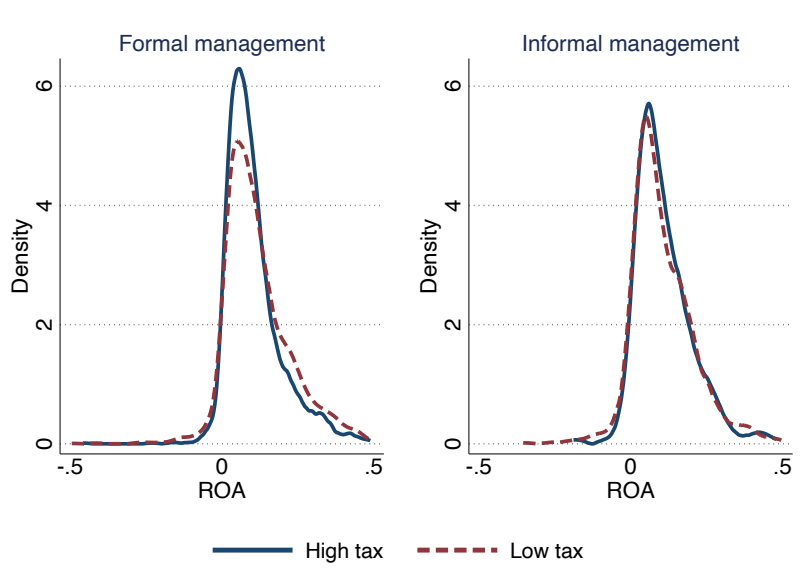 Formal management
Density
6
4
2
0
-.5 0 .5
ROA
Informal management
Density
6
4
2
0
-.5 0 .5
ROA
High tax Low tax